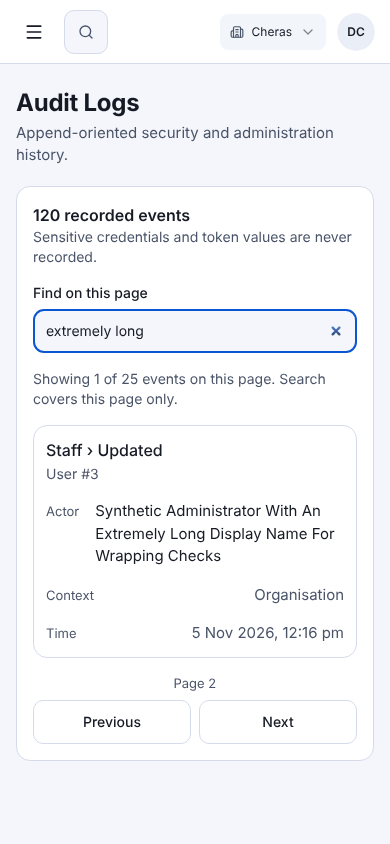 Cheras
DC
Audit Logs
Append-oriented security and administration
history.
120 recorded events
Sensitive credentials and token values are never
recorded.
Find on this page
extremely long
Showing 1 of 25 events on this page. Search
covers this page only.
Staff › Updated
User #3
Actor Synthetic Administrator With An
Extremely Long Display Name For
Wrapping Checks
Context Organisation
Time 5 Nov 2026, 12:16 pm
Page 2
Previous Next